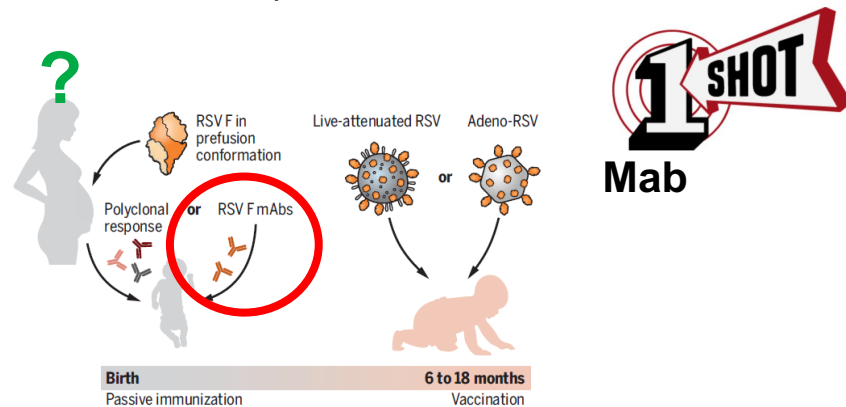 ?
RSV F in
prefusion
conformation
Live-attenuated RSV
Adeno-RSV
or
Polyclonal or RSV F mAbs
response
1 SHOT
Mab
Birth 6 to 18 months
Passive immunization Vaccination